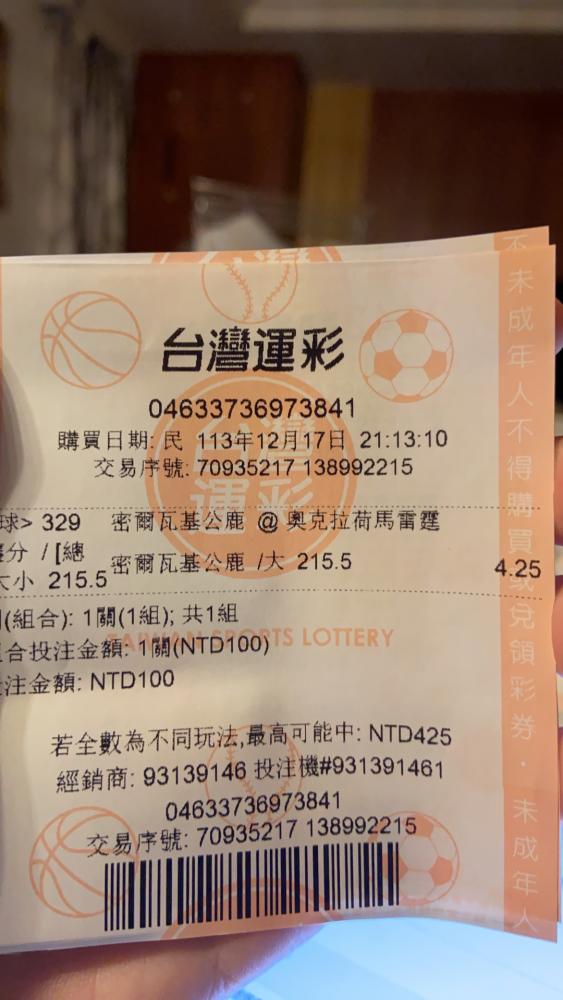 台灣運彩
04633736973841
購買日期: 民 113年12月17日 21:13:10
交易序號: 70935217 138992215
球> 329 密爾瓦基公鹿 @ 奧克拉荷馬雷霆
分 / [總
大小 215.5 密爾瓦基公鹿 /大 215.5 4.25
(組合): 1關(1組); 共1組
合投注金額: 1關(NTD100)
注金額: NTD100
TAIWAN SPORTS LOTTERY
若全數為不同玩法,最高可能中: NTD425
經銷商: 93139146 投注機#931391461
04633736973841
交易序號: 70935217 138992215
未成年人不得購買或兌領彩券．未成年人
台灣運彩